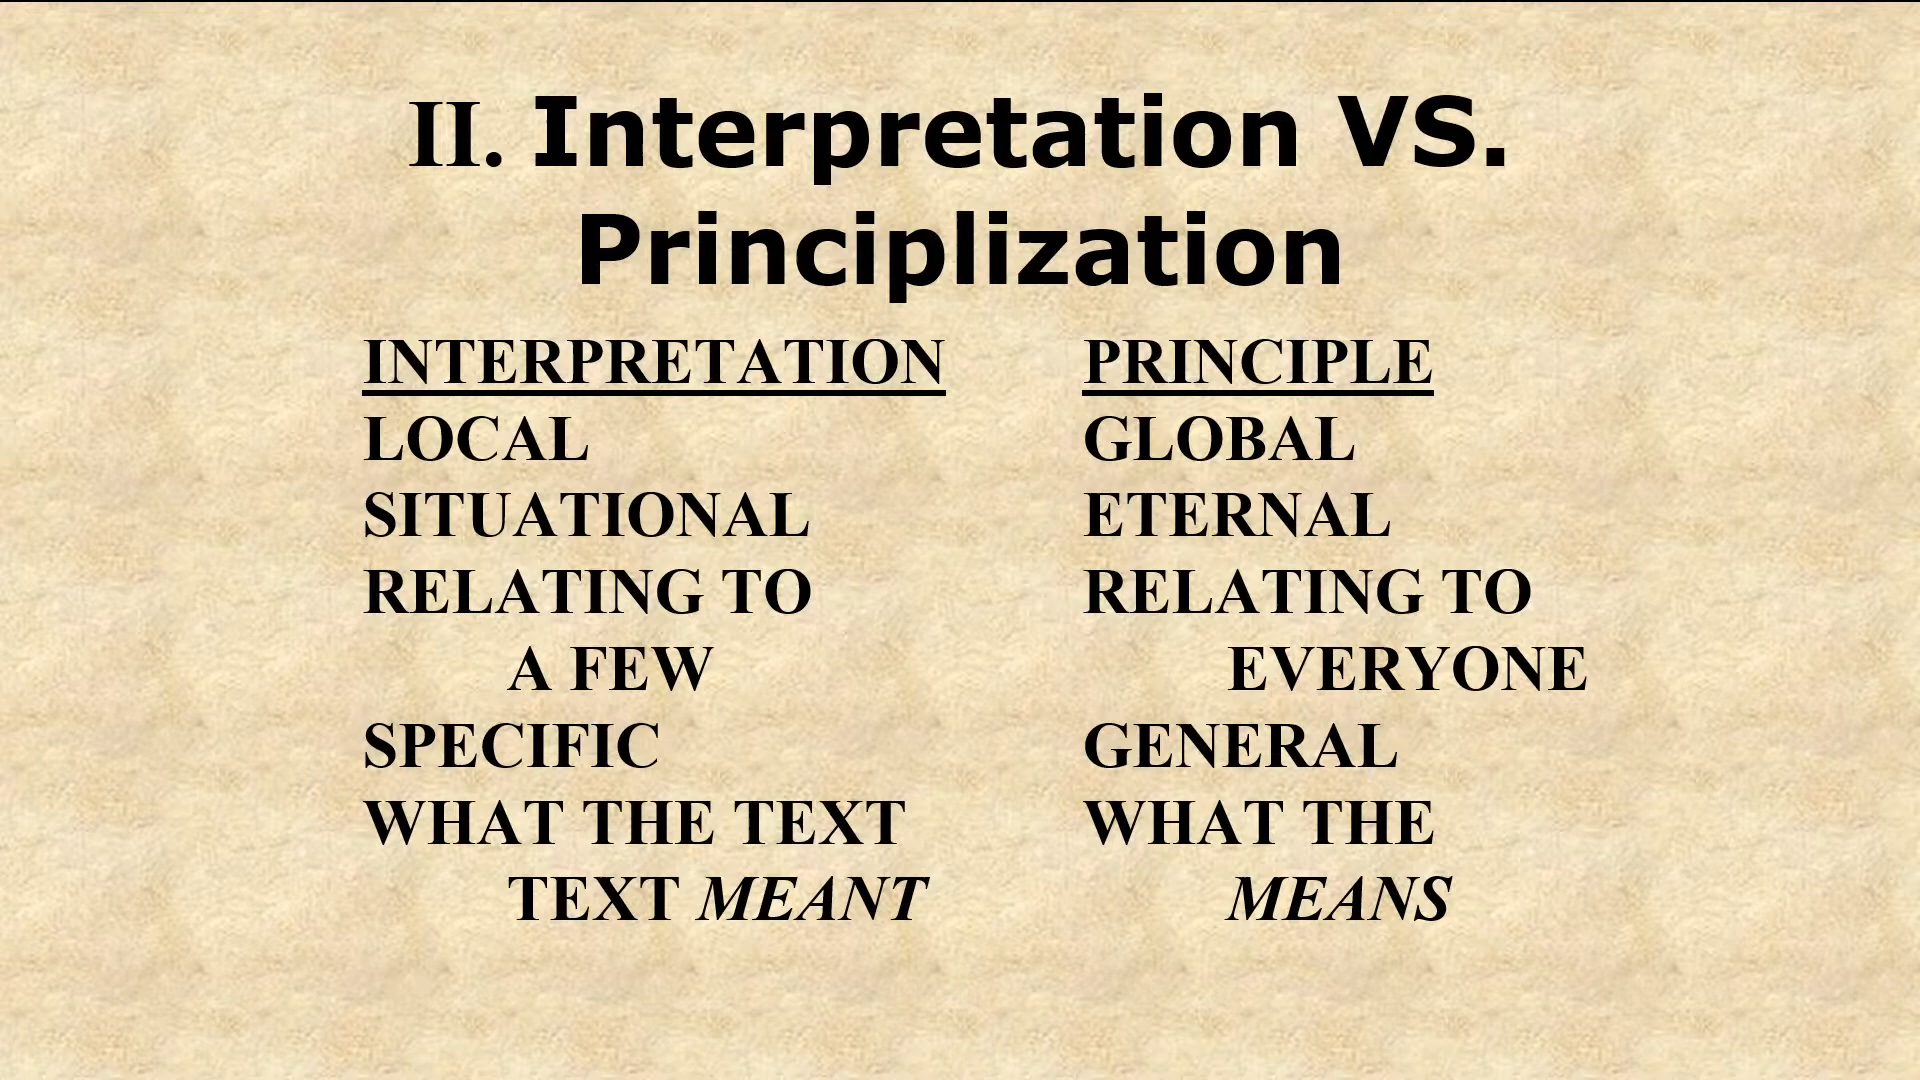 II. Interpretation VS.
Principlization
INTERPRETATION
LOCAL
SITUATIONAL
RELATING TO
A FEW
SPECIFIC
WHAT THE TEXT
TEXT MEANT
PRINCIPLE
GLOBAL
ETERNAL
RELATING TO
EVERYONE
GENERAL
WHAT THE
MEANS